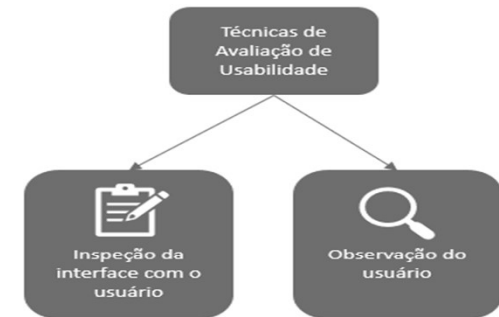 Técnicas de
Avaliação de
Usabilidade
Inspeção da
interface com o
usuário
Observação do
usuário